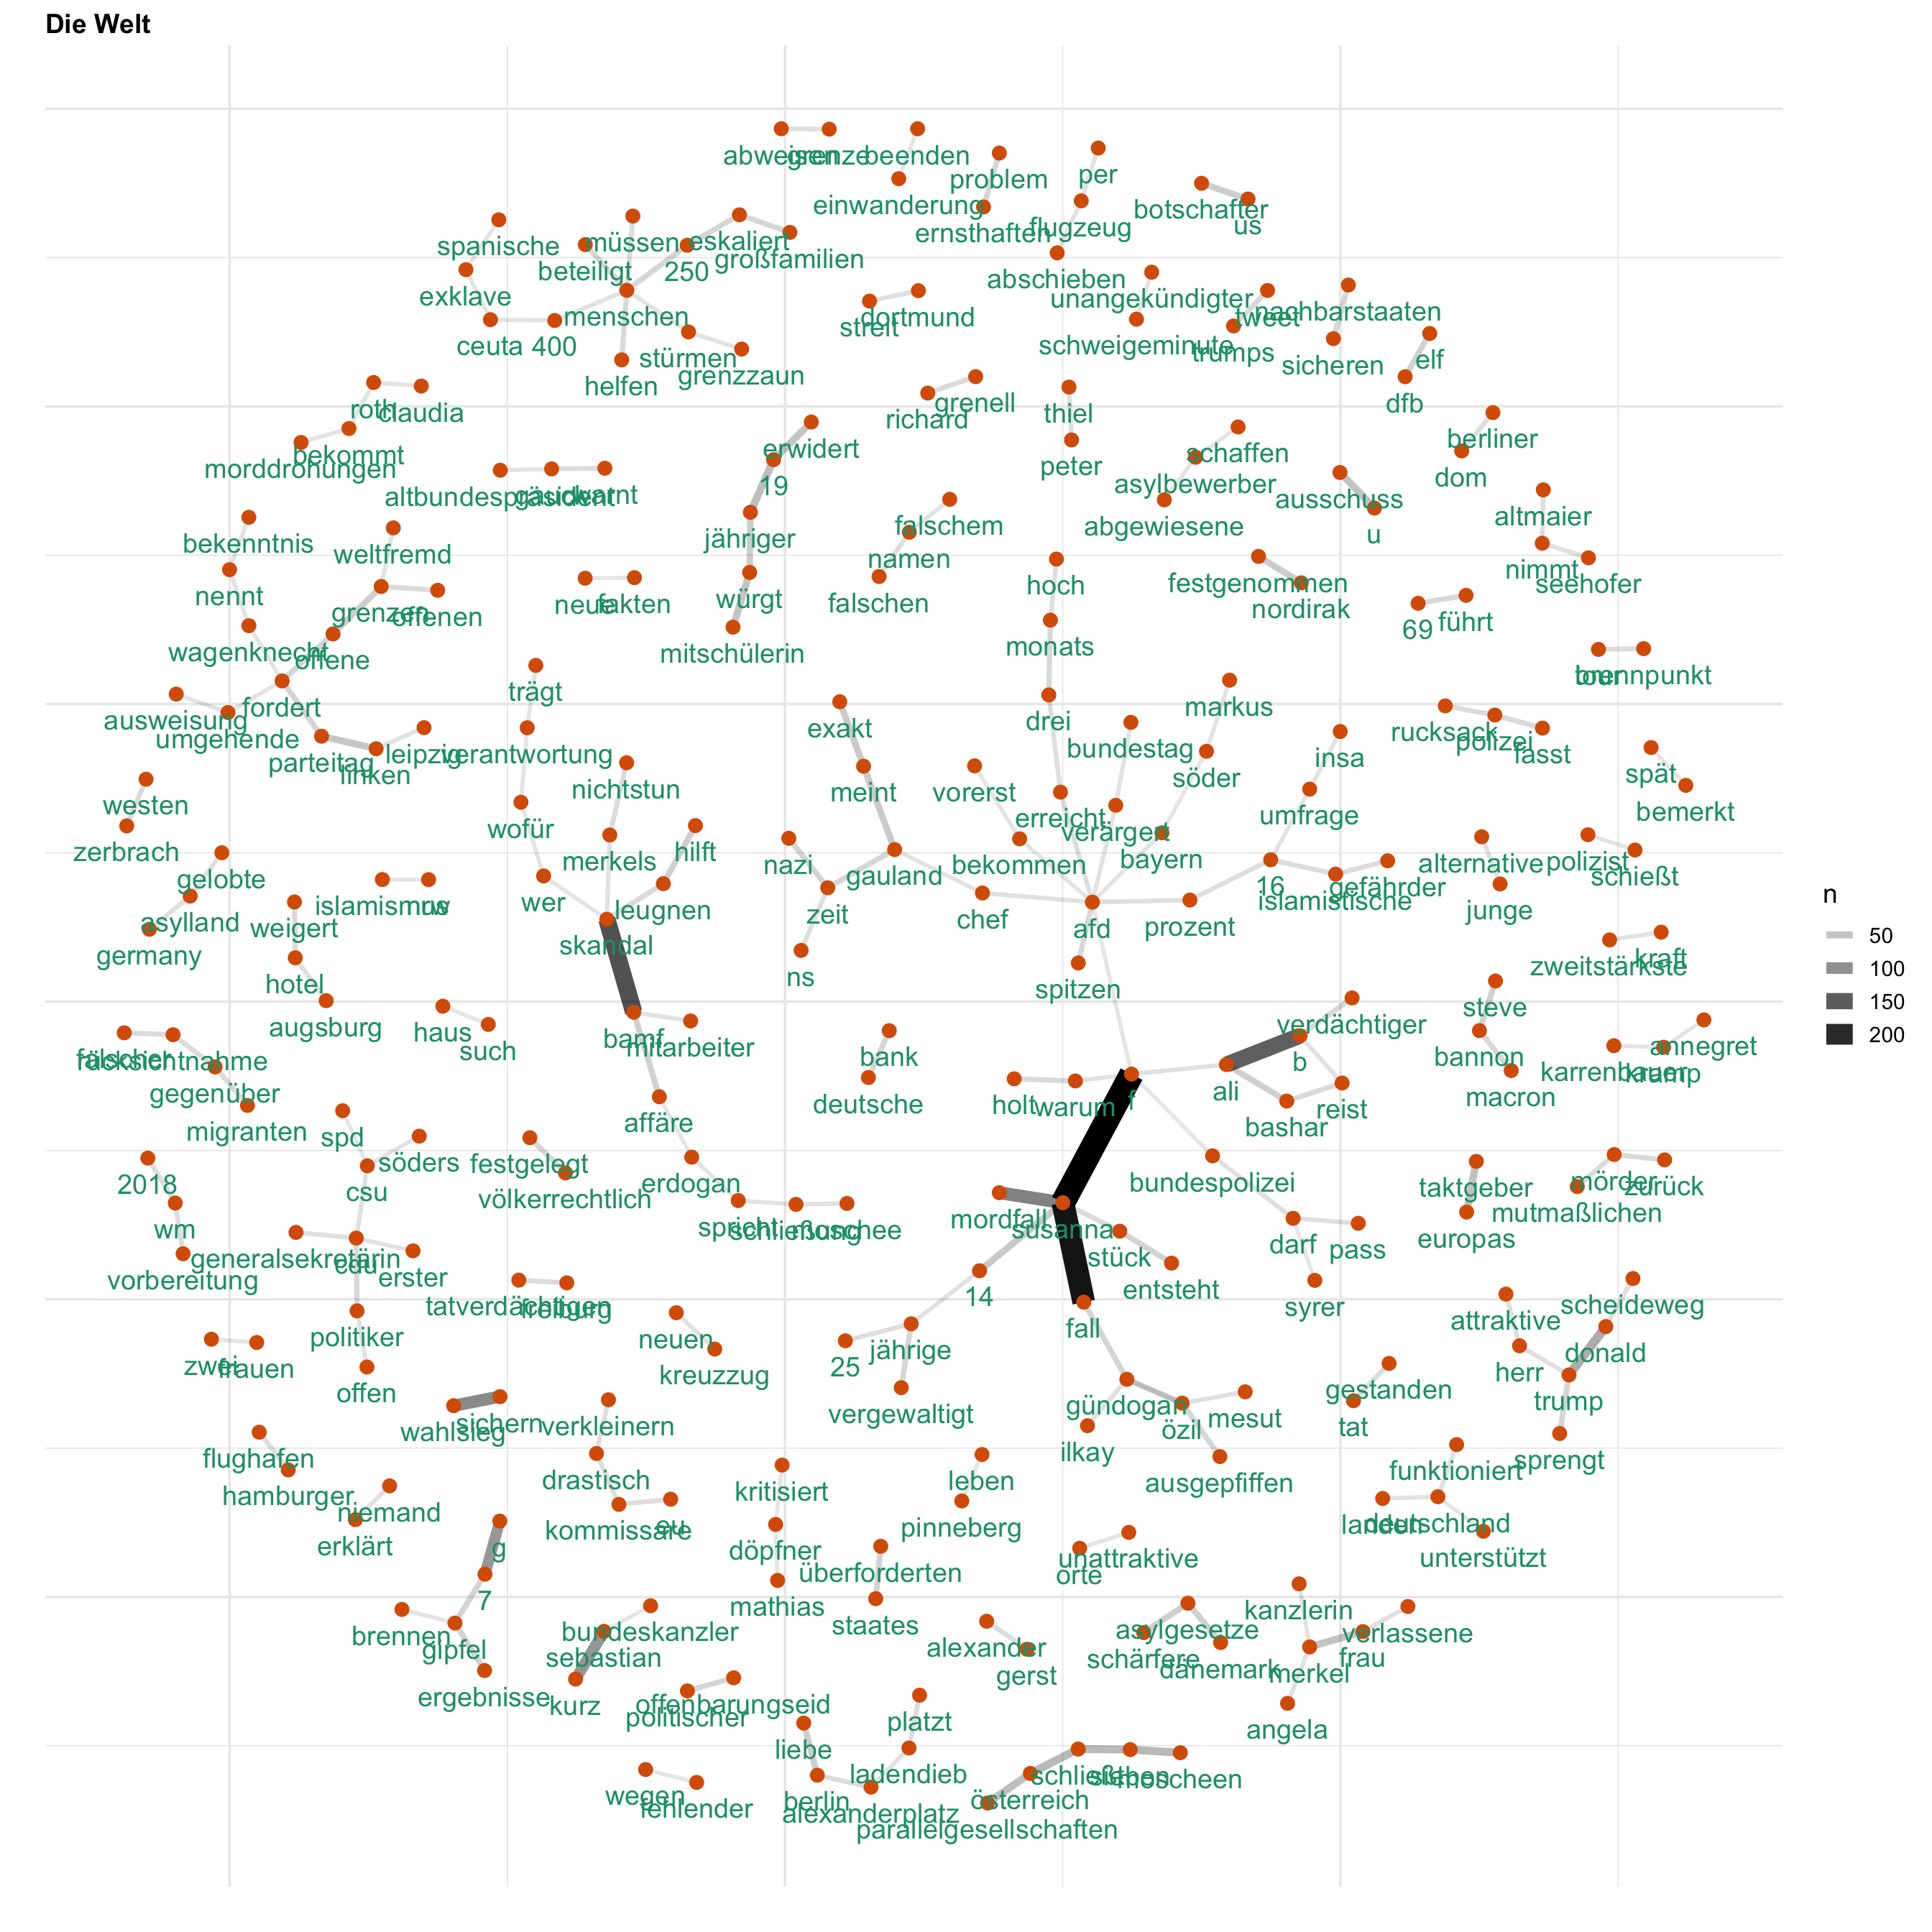 Die Welt
abweisen
grenze
beenden
problem
per
einwanderung
botschafter
us
ernsthaften
flugzeug
spanische
müssen
eskaliert
beteiligt
250
großfamilien
abschieben
exklave
unangekündigter
menschen
streit
dortmund
tweet
nachbarstaaten
ceuta
400
stürmen
schweigeminute
trumps
sicheren
elf
helfen
grenzzaun
richard
grenell
thiel
dfb
roth
claudia
erwidert
berliner
bekommt
morddrohungen
peter
schaffen
dom
altbundespräsident
gauck
warnt
19
asylbewerber
ausschuss
altmaier
bekenntnis
weltfremd
jähriger
falschem
abgewiesene
u
namen
nimmt
seehofer
nennt
grenzen
offenen
neue
fakten
würgt
falschen
hoch
festgenommen
nordirak
69
führt
wagenknecht
offene
mitschülerin
monats
brennpunkt
tour
trägt
ausweisung
fordert
umgehende
exakt
drei
markus
rucksack
polizei
fasst
parteitag
linken
leipzig
verantwortung
bundestag
söder
insa
spät
westen
nichtstun
meint
vorerst
erreicht
verärgert
umfrage
bemerkt
zerbrach
wofür
merkels
hilft
nazi
gauland
bekommen
bayern
alternative
polizist
schießt
gelobte
islamismus
nrw
wer
leugnen
zeit
chef
afd
prozent
16
islamistische
gefährder
junge
asylland
weigert
skandal
germany
hotel
ns
spitzen
zweitstärkste
kraft
augsburg
haus
such
bamf
mitarbeiter
bank
verdächtiger
steve
fälscher
rücksichtnahme
b
bannon
karrenbauer
kramp
annegret
gegenüber
deutsche
holt
warum
f
ali
reist
macron
migranten
spd
affäre
bashar
2018
csu
söders
festgelegt
völkerrechtlich
erdogan
bundespolizei
taktgeber
mörder
zurück
wm
spricht
schließung
moschee
mordfall
susanna
stück
mutmaßlichen
vorbereitung
generalsekretärin
cdu
erster
entsteht
darf
pass
europas
tatverdächtigen
freiburg
14
syrer
scheideweg
politiker
neuen
25
jährige
fall
attraktive
zwei
frauen
offen
kreuzzug
herr
donald
wahlsieg
sichern
verkleinern
vergewaltigt
gündogan
mesut
gestanden
trump
flughafen
özil
tat
hamburger
niemand
drastisch
kritisiert
leben
ilkay
ausgepfiffen
funktioniert
sprengt
erklärt
g
kommissare
eu
döpfner
pinneberg
landen
deutschland
unterstützt
7
mathias
überforderten
unattraktive
orte
brennen
gipfel
bundeskanzler
sebastian
staates
alexander
gerst
asylgesetze
schärfere
dänemark
kanzlerin
verlassene
ergebnisse
kurz
merkel
frau
offenbarungseid
politischer
platzt
angela
liebe
wegen
fehlender
berlin
ladendieb
alexanderplatz
österreich
schließt
sieben
moscheen
parallelgesellschaften
n
50
100
150
200